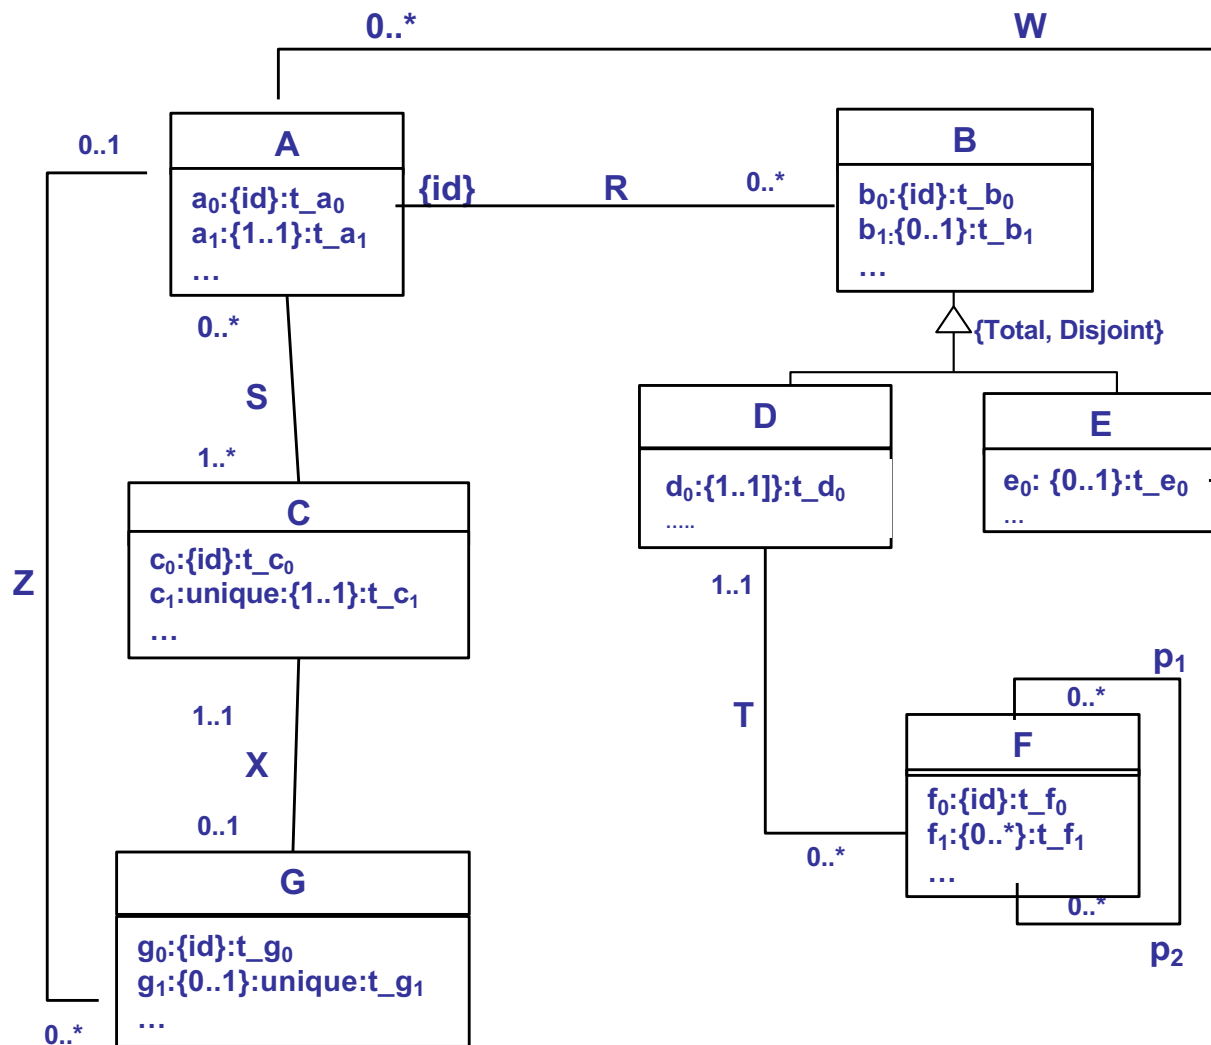 0..* W
0..1
A
a₀:{id}:t_a₀
a₁:{1..1}:t_a₁
…
{id} R 0..*
B
b₀:{id}:t_b₀
b₁:{0..1}:t_b₁
…
{Total, Disjoint}
0..*
S
1..*
D
d₀:{1..1]}:t_d₀
…..
E
e₀: {0..1}:t_e₀
…
C
c₀:{id}:t_c₀
c₁:unique:{1..1}:t_c₁
…
Z
1..1
X
0..1
1..1
T
0..*
p₁
0..*
F
f₀:{id}:t_f₀
f₁:{0..*}:t_f₁
…
0..*
p₂
G
g₀:{id}:t_g₀
g₁:{0..1}:unique:t_g₁
…
0..*